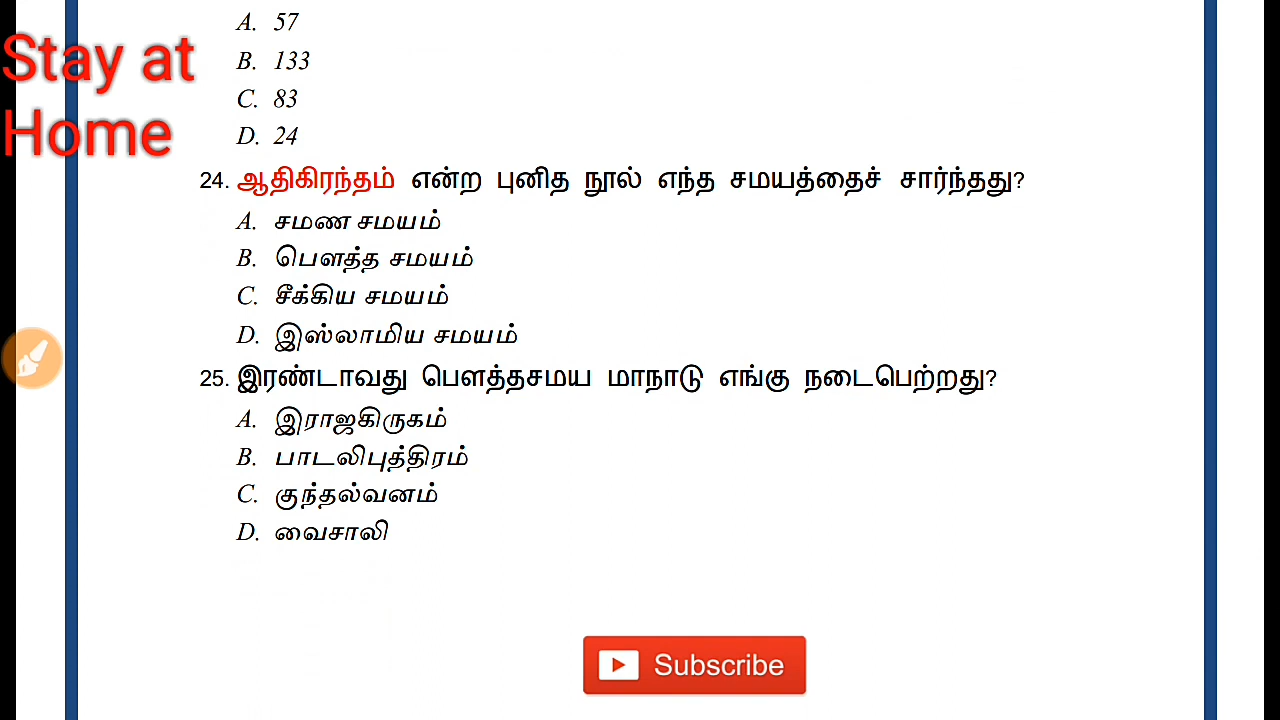 Stay at
Home
A. 57
B. 133
C. 83
D. 24
24. ஆதிகிரந்தம் என்ற புனித நூல் எந்த சமயத்தைச் சார்ந்தது?
A. சமண சமயம்
B. பௌத்த சமயம்
C. சீக்கிய சமயம்
D. இஸ்லாமிய சமயம்
25. இரண்டாவது பௌத்தசமய மாநாடு எங்கு நடைபெற்றது?
A. இராஜகிருகம்
B. பாடலிபுத்திரம்
C. குந்தல்வனம்
D. வைசாலி
Subscribe